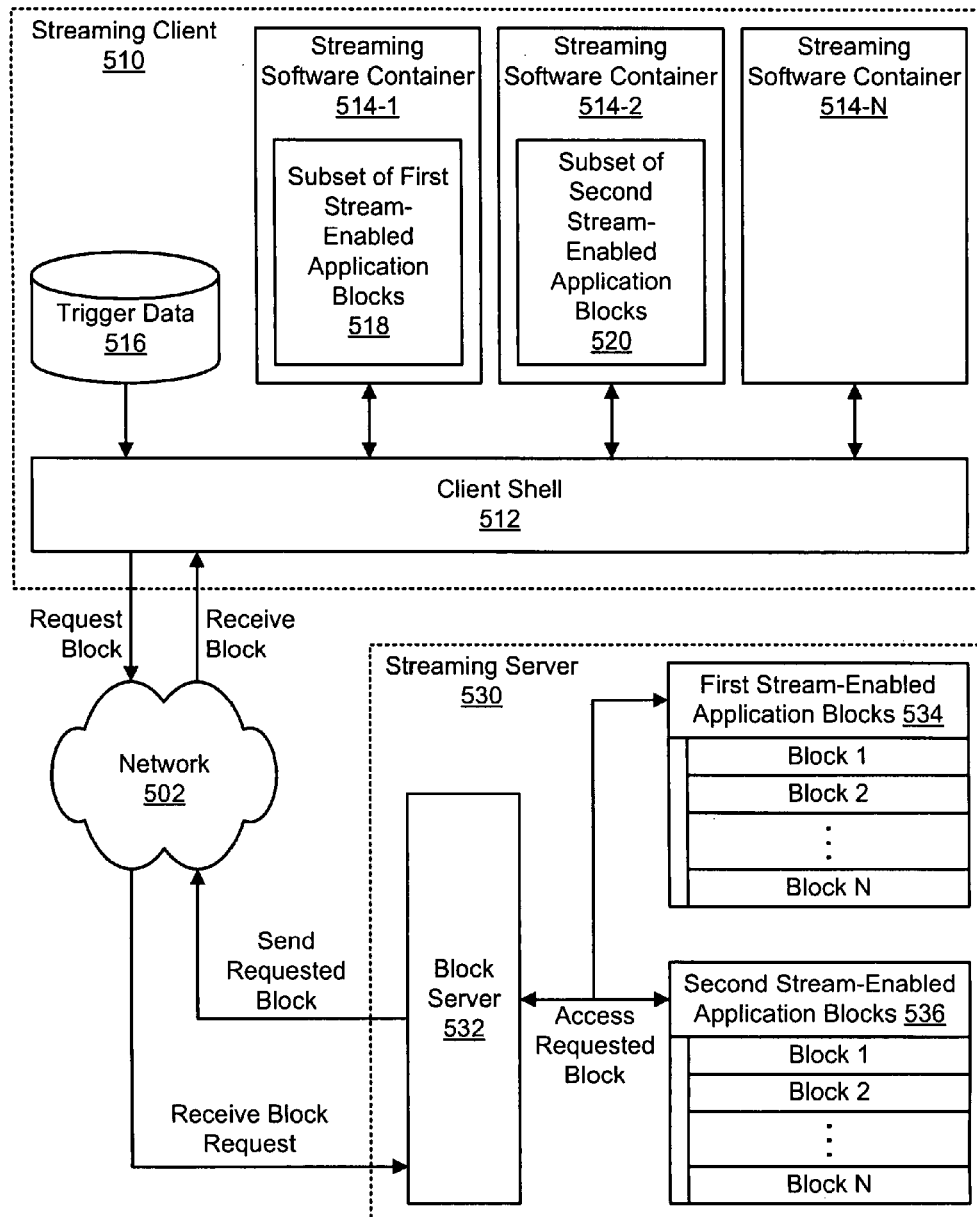 Streaming Client
510
Streaming
Software Container
514-1
Streaming
Software Container
514-2
Streaming
Software Container
514-N
Subset of First
Stream-
Enabled
Application
Blocks
518
Subset of
Second
Stream-
Enabled
Application
Blocks
520
Trigger Data
516
Client Shell
512
Request
Block
Receive
Block
Network
502
Streaming Server
530
First Stream-Enabled
Application Blocks 534
Block 1
Block 2
Block N
Send
Requested
Block
Block
Server
532
Access
Requested
Block
Second Stream-Enabled
Application Blocks 536
Block 1
Block 2
Block N
Receive Block
Request